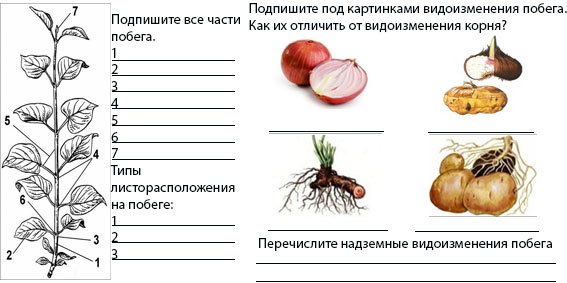 Подпишите все части
побега.
1
2
3
4
5
6
7
Типы
листорасположения
на побеге:
1
2
3
7
5
4
6
2
3
1
Подпишите под картинками видоизменения побега.
Как их отличить от видоизменения корня?
Перечислите надземные видоизменения побега